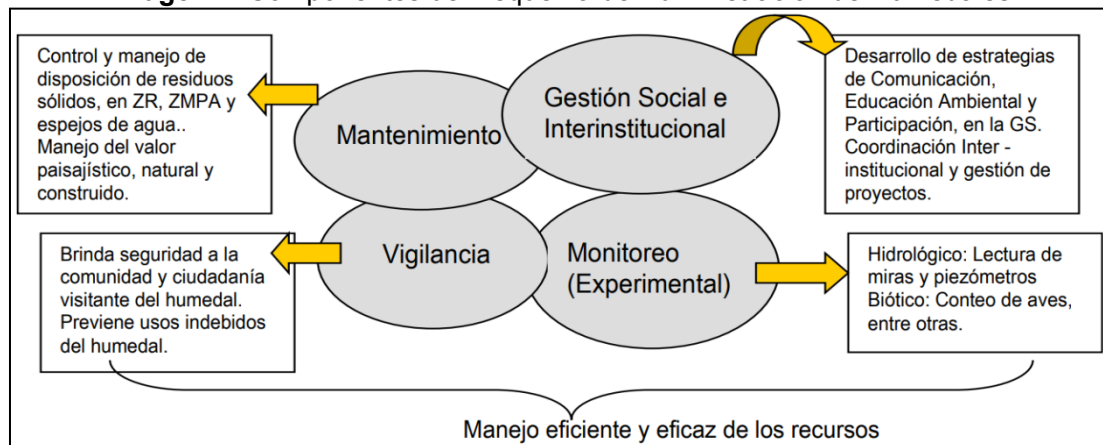 Control y manejo de
disposición de residuos
sólidos, en ZR, ZMPA y
espejos de agua..
Manejo del valor
paisajístico, natural y
construido.
Mantenimiento
Gestión Social e
Interinstitucional
Desarrollo de estrategias
de Comunicación,
Educación Ambiental y
Participación, en la GS.
Coordinación Inter -
institucional y gestión de
proyectos.
Brinda seguridad a la
comunidad y ciudadanía
visitante del humedal.
Previene usos indebidos
del humedal.
Vigilancia
Monitoreo
(Experimental)
Hidrológico: Lectura de
miras y piezómetros
Biótico: Conteo de aves,
entre otras.
Manejo eficiente y eficaz de los recursos